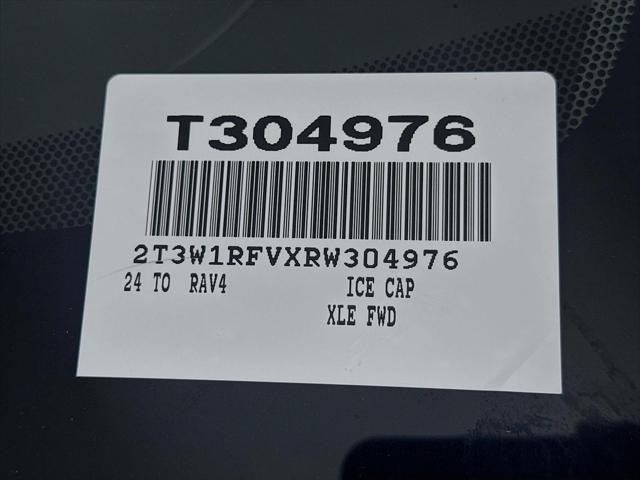 T304976
2T3W1RFVXRW304976
24 TO RAV4 ICE CAP
XLE FWD